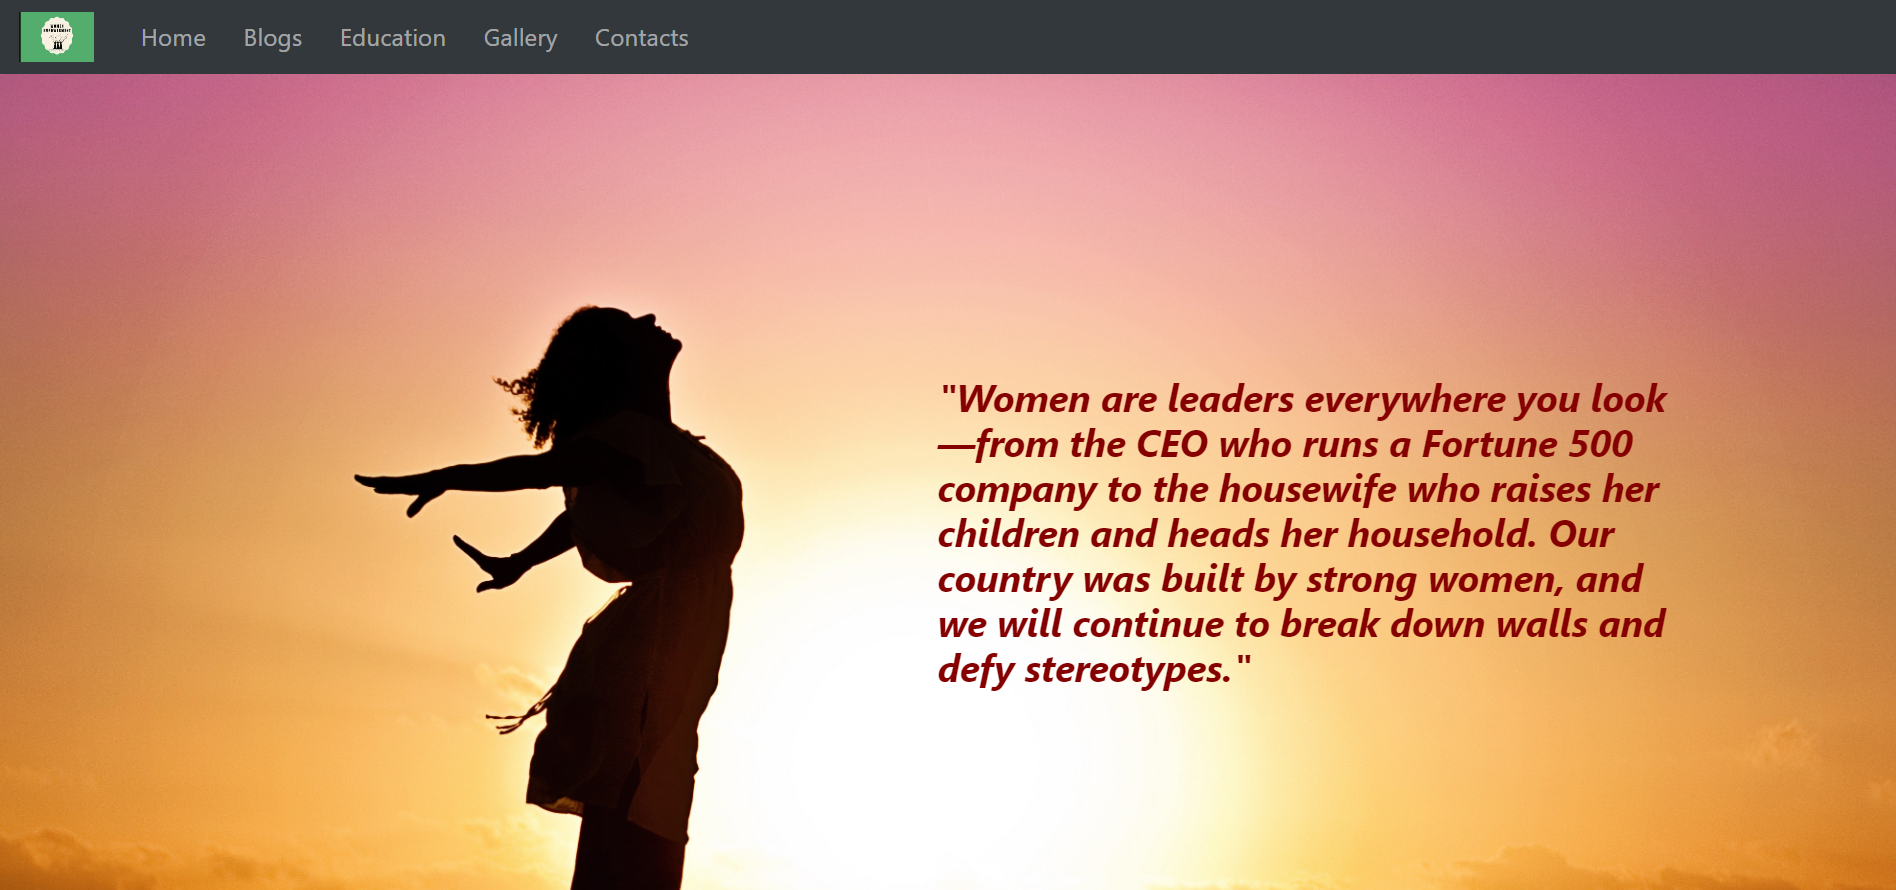 Home Blogs Education Gallery Contacts
"Women are leaders everywhere you look
—from the CEO who runs a Fortune 500
company to the housewife who raises her
children and heads her household. Our
country was built by strong women, and
we will continue to break down walls and
defy stereotypes."